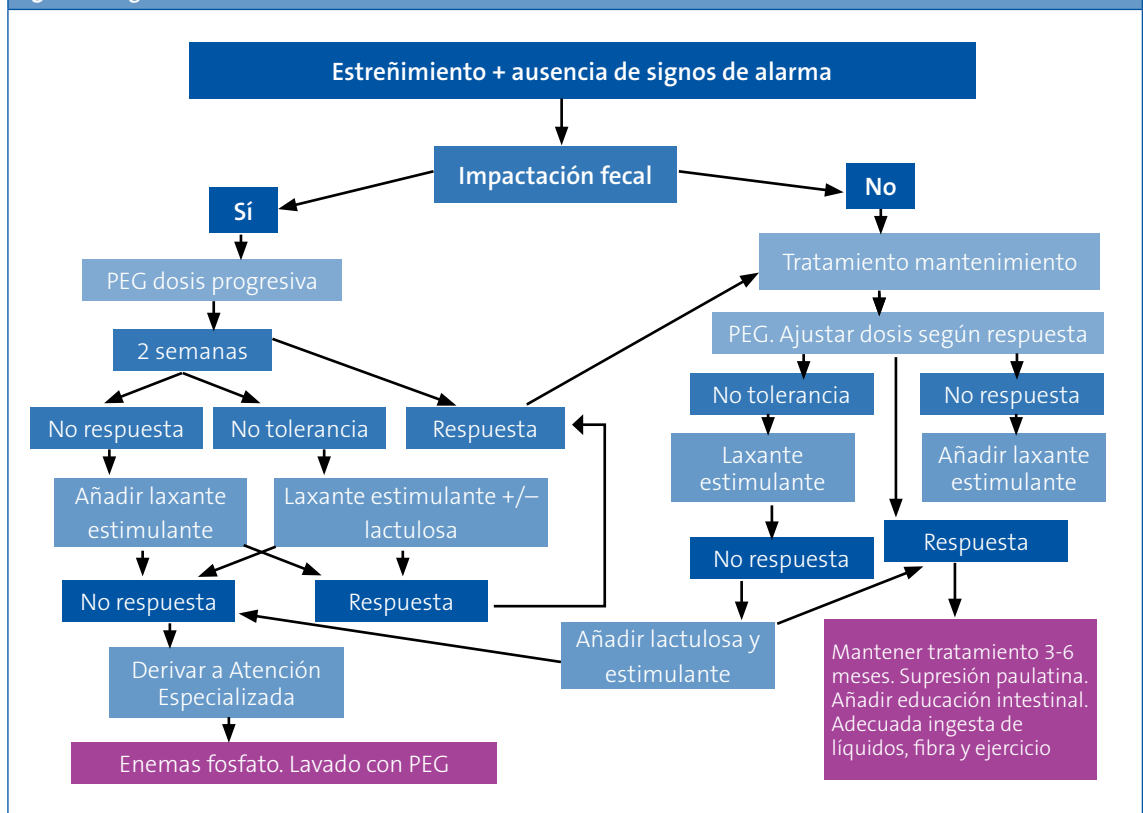 Estreñimiento + ausencia de signos de alarma
Impactación fecal
Sí
No
PEG dosis progresiva
Tratamiento mantenimiento
2 semanas
PEG. Ajustar dosis según respuesta
No respuesta
No tolerancia
Respuesta
No tolerancia
No respuesta
Añadir laxante
estimulante
Laxante estimulante +/–
lactulosa
Laxante
estimulante
Añadir laxante
estimulante
No respuesta
Respuesta
No respuesta
Respuesta
Derivar a Atención
Especializada
Añadir lactulosa y
estimulante
Mantener tratamiento 3-6
meses. Supresión paulatina.
Añadir educación intestinal.
Adecuada ingesta de
líquidos, fibra y ejercicio
Enemas fosfato. Lavado con PEG